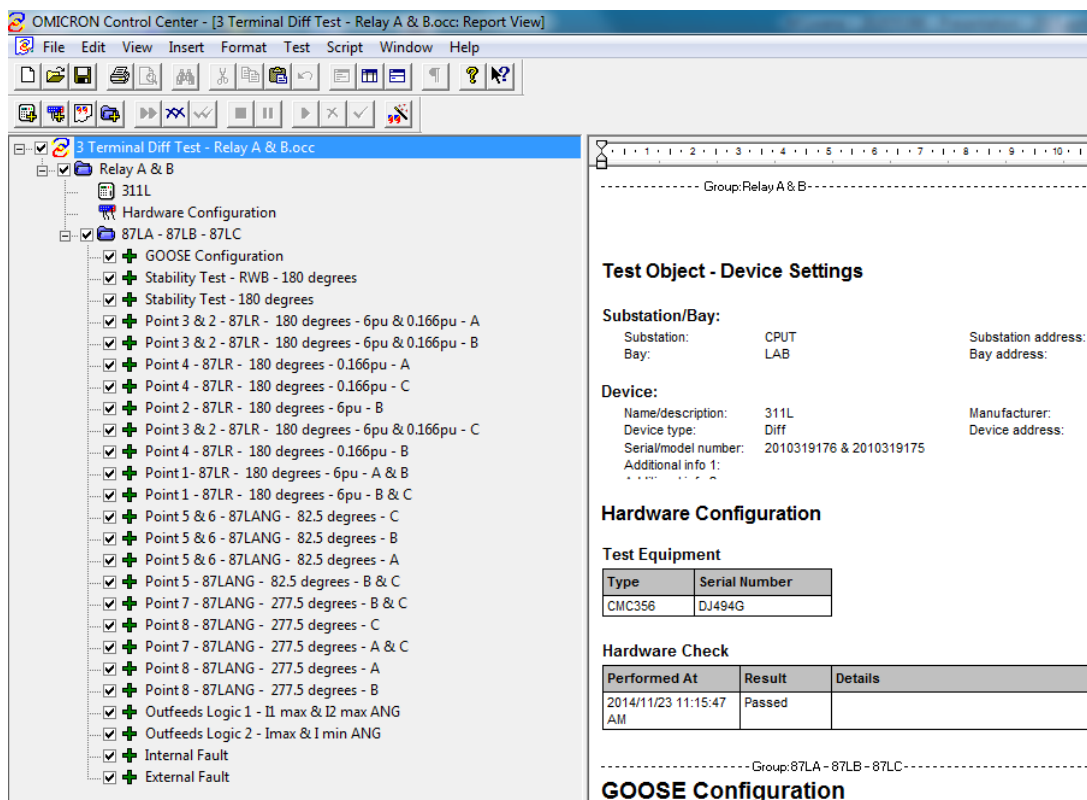 OMICRON Control Center - [3 Terminal Diff Test - Relay A & B.occ: Report View]
File Edit View Insert Format Test Script Window Help
3 Terminal Diff Test - Relay A & B.occ
Relay A & B
311L
Hardware Configuration
87LA - 87LB - 87LC
GOOSE Configuration
Stability Test - RWB - 180 degrees
Stability Test - 180 degrees
Point 3 & 2 - 87LR - 180 degrees - 6pu & 0.166pu - A
Point 3 & 2 - 87LR - 180 degrees - 6pu & 0.166pu - B
Point 4 - 87LR - 180 degrees - 0.166pu - A
Point 4 - 87LR - 180 degrees - 0.166pu - C
Point 2 - 87LR - 180 degrees - 6pu - B
Point 3 & 2 - 87LR - 180 degrees - 6pu & 0.166pu - C
Point 4 - 87LR - 180 degrees - 0.166pu - B
Point 1- 87LR - 180 degrees - 6pu - A & B
Point 1 - 87LR - 180 degrees - 6pu - B & C
Point 5 & 6 - 87LANG - 82.5 degrees - C
Point 5 & 6 - 87LANG - 82.5 degrees - B
Point 5 & 6 - 87LANG - 82.5 degrees - A
Point 5 - 87LANG - 82.5 degrees - B & C
Point 7 - 87LANG - 277.5 degrees - B & C
Point 8 - 87LANG - 277.5 degrees - C
Point 7 - 87LANG - 277.5 degrees - A & C
Point 8 - 87LANG - 277.5 degrees - A
Point 8 - 87LANG - 277.5 degrees - B
Outfeeds Logic 1 - I1 max & I2 max ANG
Outfeeds Logic 2 - Imax & I min ANG
Internal Fault
External Fault
1 2 3 4 5 6 7 8 9 10
Group:Relay A & B
Test Object - Device Settings
Substation/Bay:
Substation: CPUT Substation address:
Bay: LAB Bay address:
Device:
Name/description: 311L Manufacturer:
Device type: Diff Device address:
Serial/model number: 2010319176 & 2010319175
Additional info 1:
Hardware Configuration
Test Equipment
Type Serial Number
CMC356 DJ494G
Hardware Check
Performed At Result Details
2014/11/23 11:15:47 Passed
AM
Group:87LA - 87LB - 87LC
GOOSE Configuration